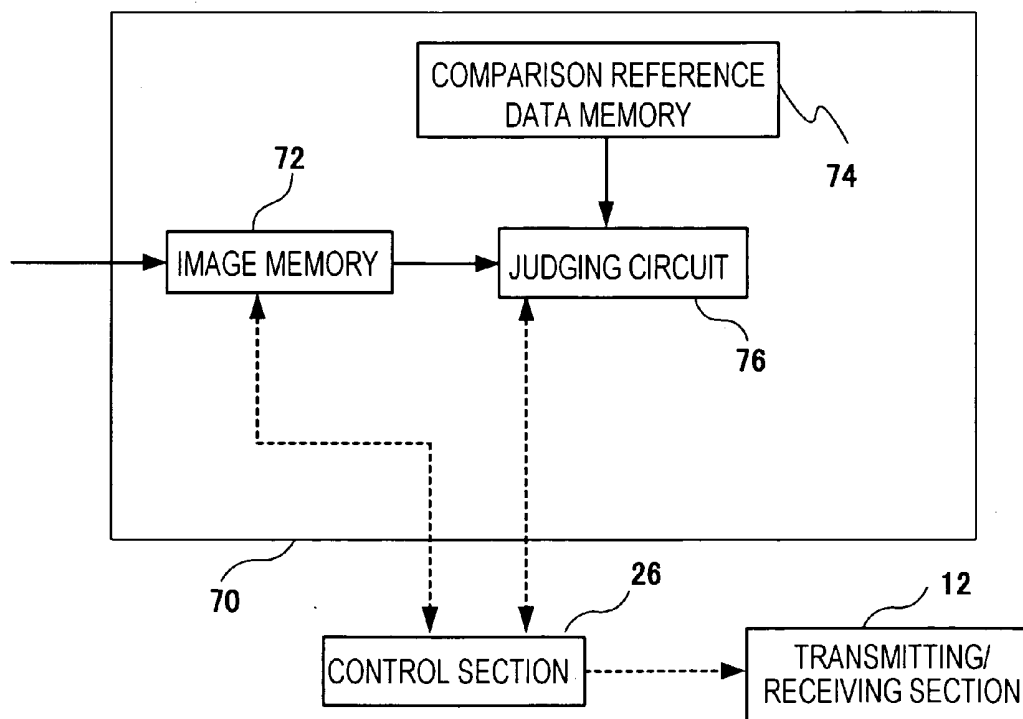 COMPARISON REFERENCE
DATA MEMORY
74
72
IMAGE MEMORY
JUDGING CIRCUIT
76
70
26
12
CONTROL SECTION
TRANSMITTING/
RECEIVING SECTION